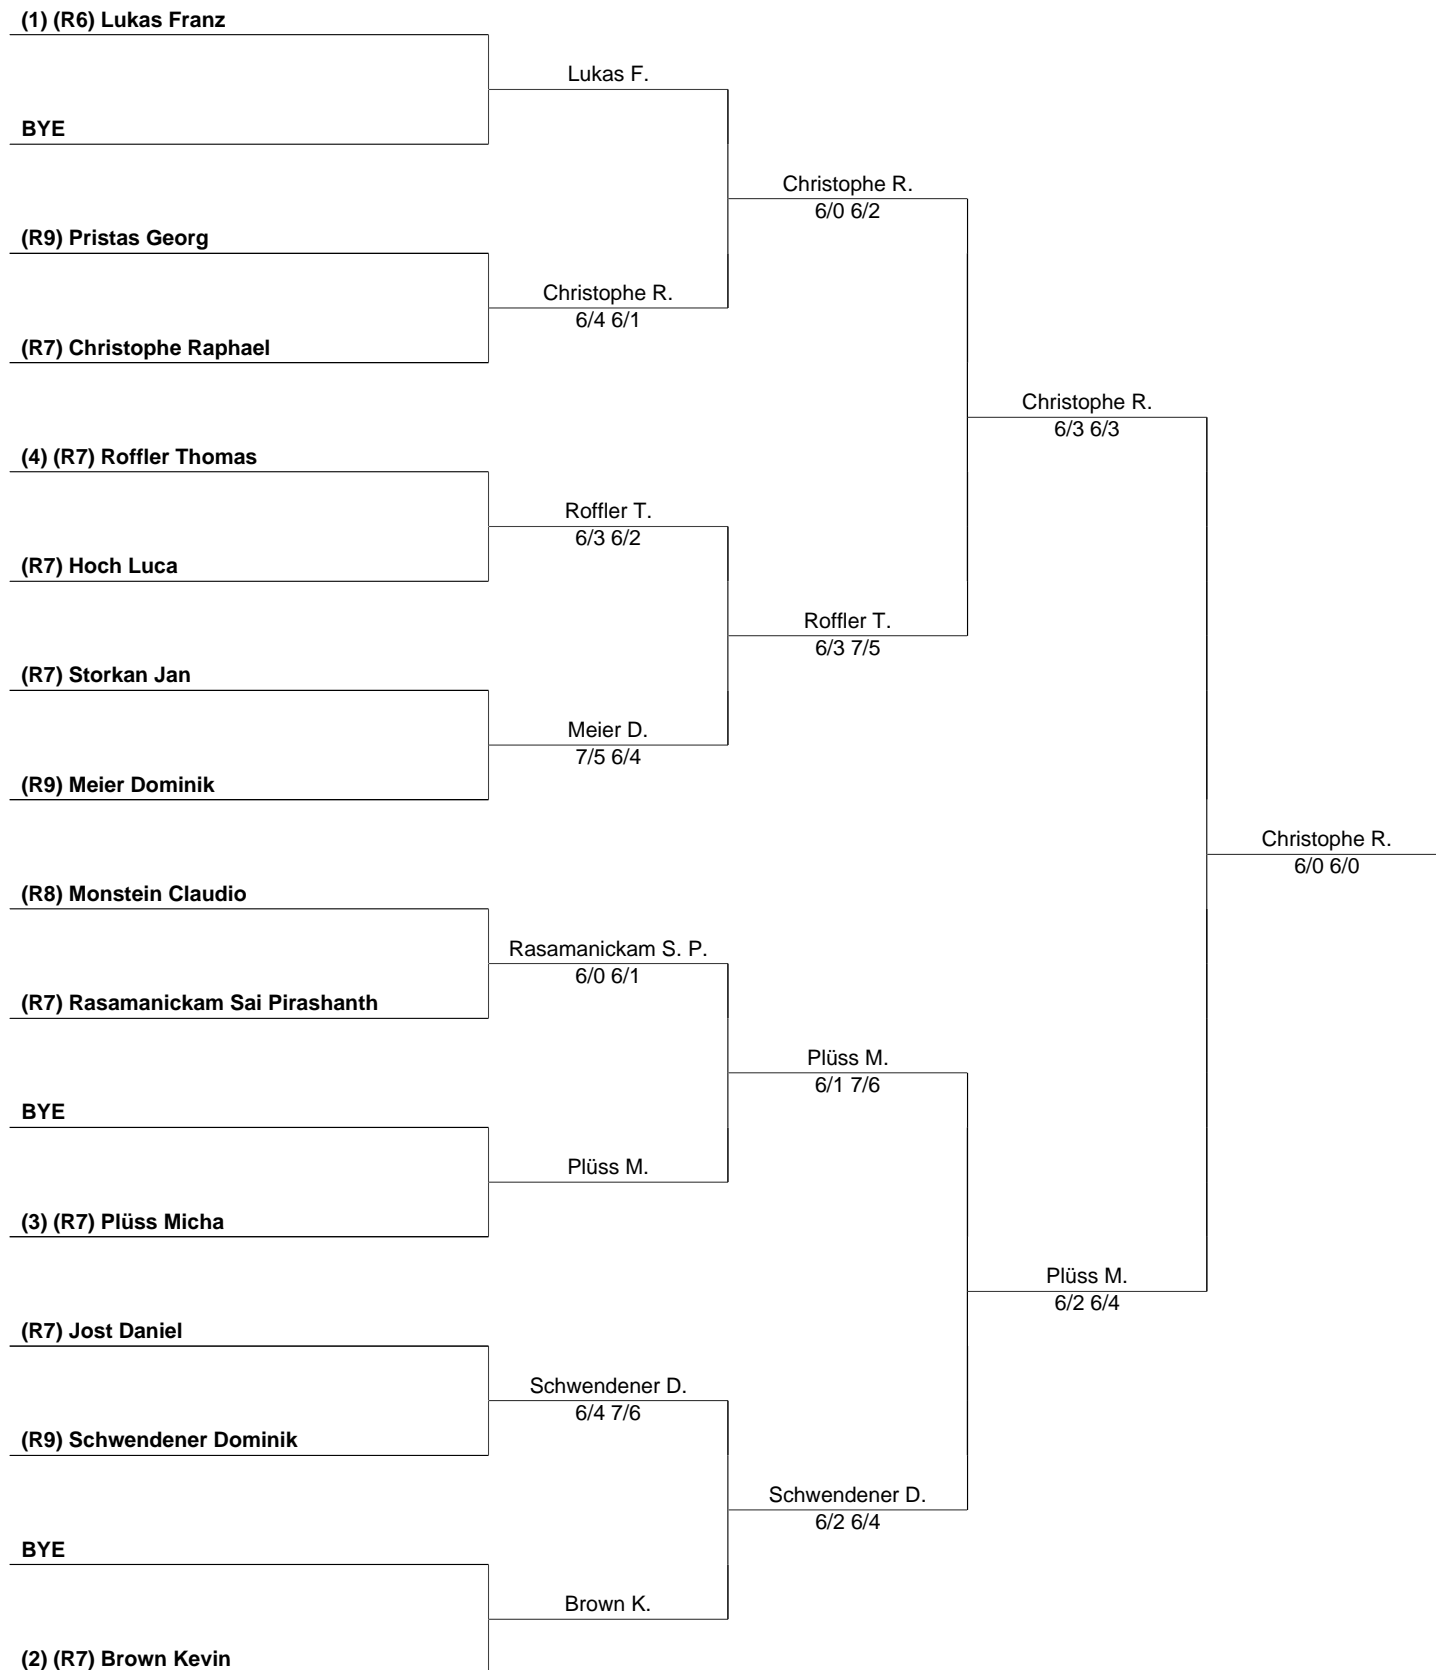 (1) (R6) Lukas Franz
Lukas F.
BYE
Christophe R.
6/0 6/2
(R9) Pristas Georg
Christophe R.
6/4 6/1
(R7) Christophe Raphael
Christophe R.
6/3 6/3
(4) (R7) Roffler Thomas
Roffler T.
6/3 6/2
(R7) Hoch Luca
Roffler T.
6/3 7/5
(R7) Storkan Jan
Meier D.
7/5 6/4
(R9) Meier Dominik
Christophe R.
6/0 6/0
(R8) Monstein Claudio
Rasamanickam S. P.
6/0 6/1
(R7) Rasamanickam Sai Pirashanth
Plüss M.
6/1 7/6
BYE
Plüss M.
(3) (R7) Plüss Micha
Plüss M.
6/2 6/4
(R7) Jost Daniel
Schwendener D.
6/4 7/6
(R9) Schwendener Dominik
Schwendener D.
6/2 6/4
BYE
Brown K.
(2) (R7) Brown Kevin